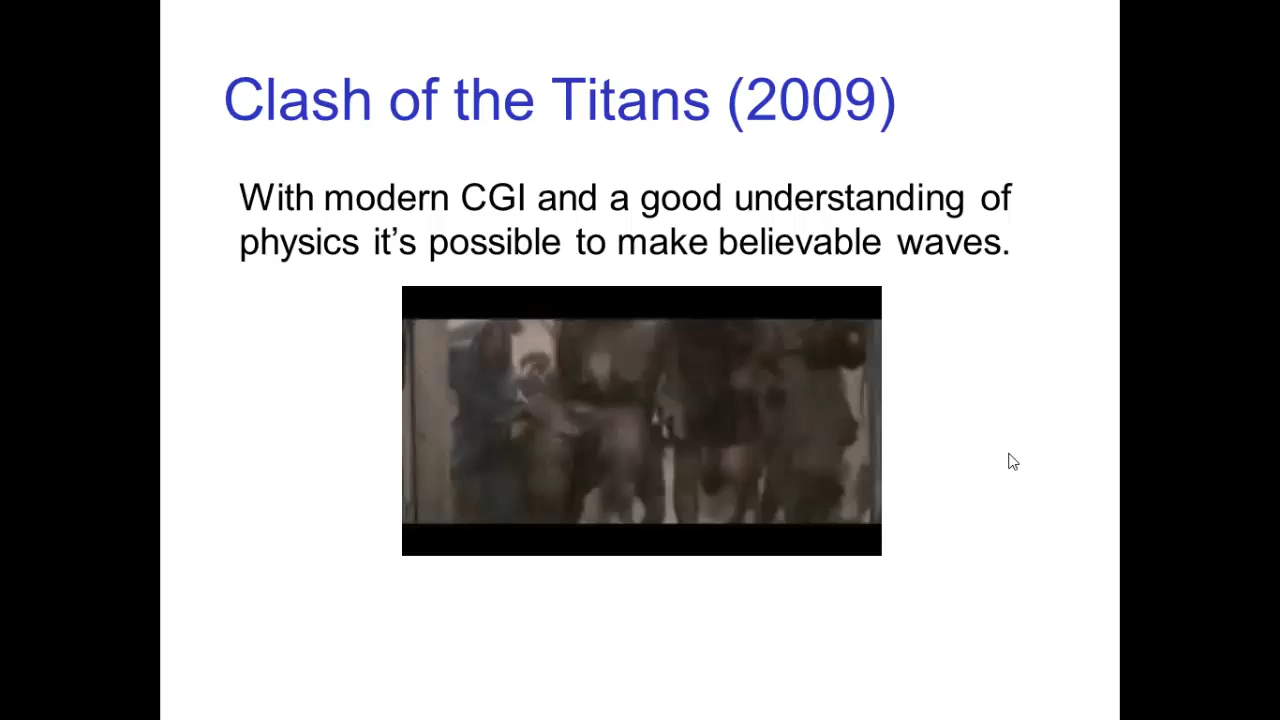 Clash of the Titans (2009)
With modern CGI and a good understanding of
physics it’s possible to make believable waves.